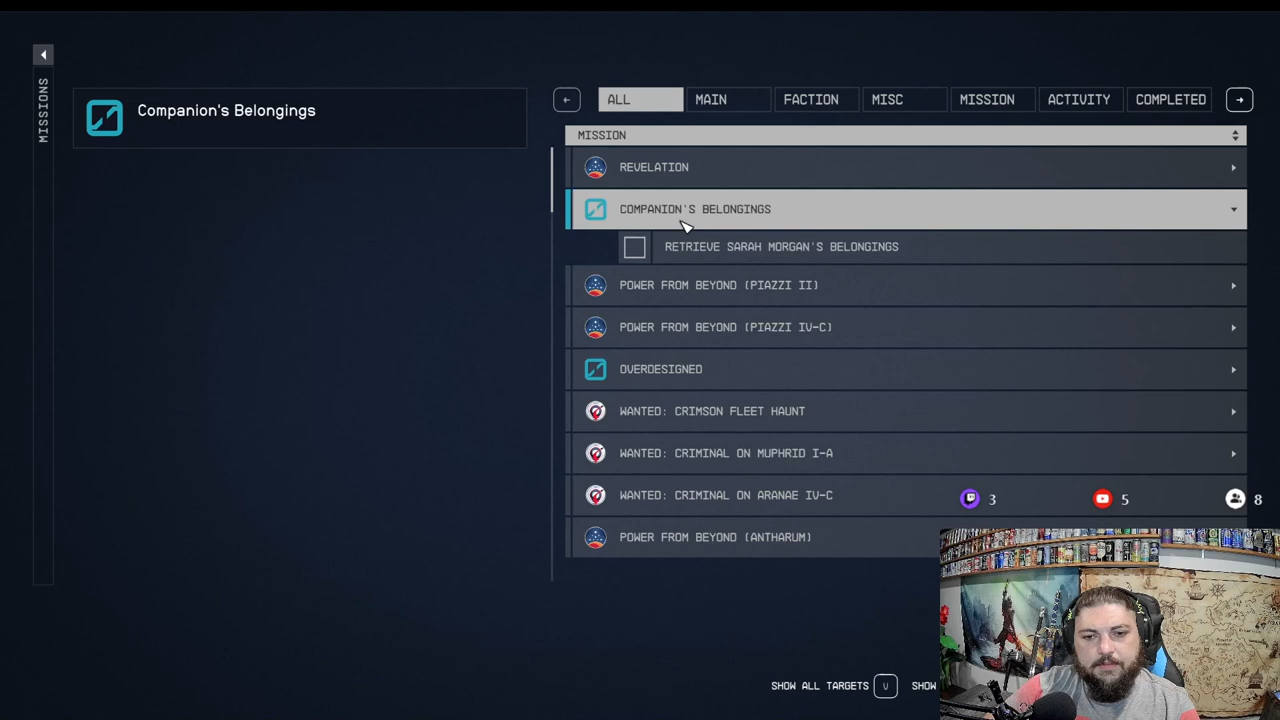 MISSIONS
Companion's Belongings
ALL
MAIN
FACTION
MISC
MISSION
ACTIVITY
COMPLETED
MISSION
REVELATION
COMPANION'S BELONGINGS
RETRIEVE SARAH MORGAN'S BELONGINGS
POWER FROM BEYOND (PIAZZI II)
POWER FROM BEYOND (PIAZZI IV-C)
OVERDESIGNED
WANTED: CRIMSON FLEET HAUNT
WANTED: CRIMINAL ON MUPHRID I-A
WANTED: CRIMINAL ON ARANAE IV-C
3
5
8
POWER FROM BEYOND (ANTHARUM)
SHOW ALL TARGETS
V
SHOW